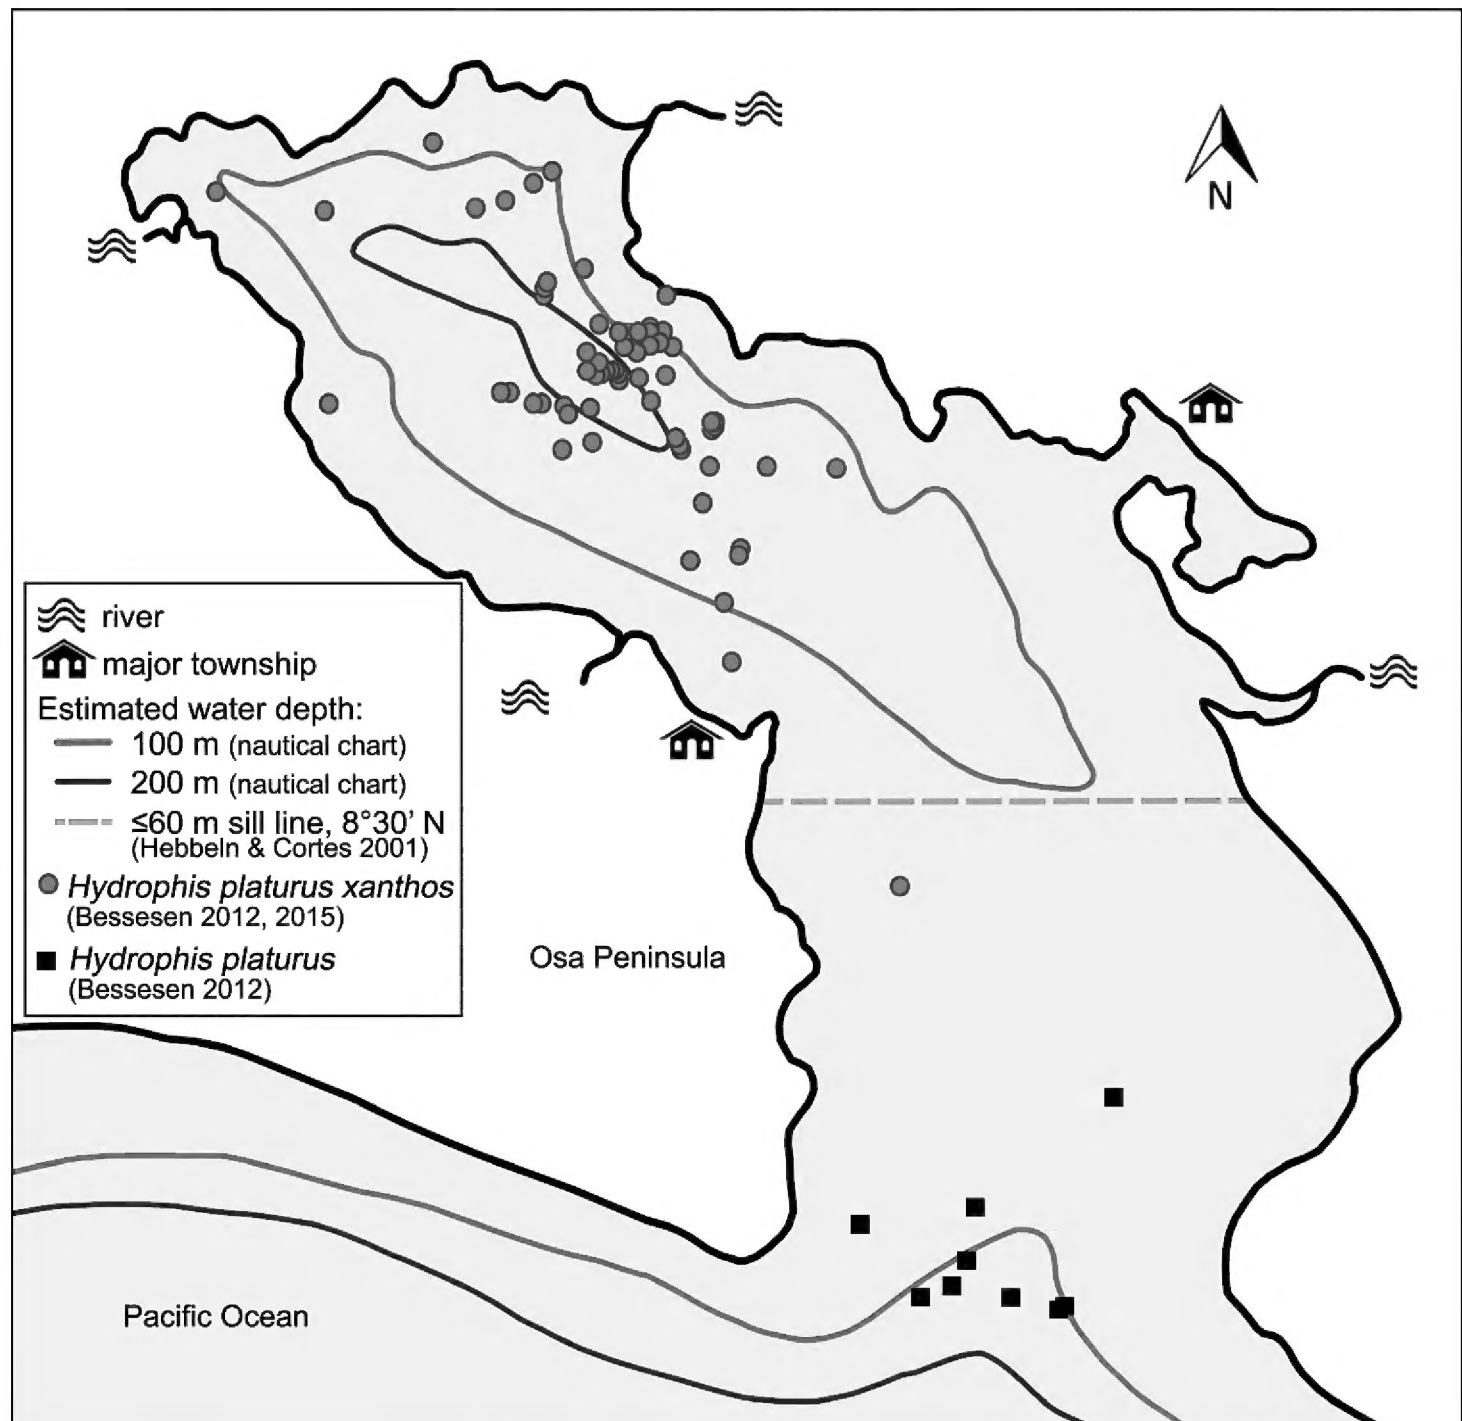 N
river
major township
Estimated water depth:
100 m (nautical chart)
200 m (nautical chart)
≤60 m sill line, 8°30’ N
(Hebbeln & Cortes 2001)
Hydrophis platurus xanthos
(Bessesen 2012, 2015)
Hydrophis platurus
(Bessesen 2012)
Osa Peninsula
Pacific Ocean